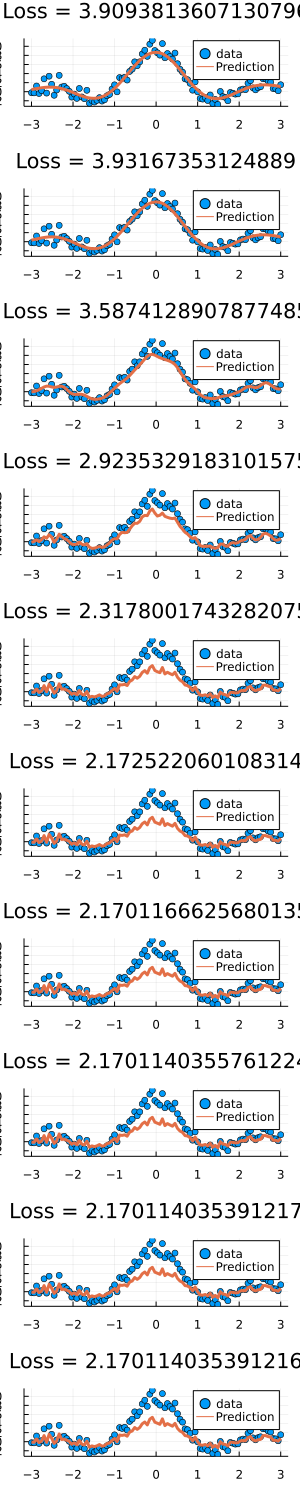 Loss = 3.9093813607130796
data
Prediction
−3 −2 −1 0 1 2 3
Loss = 3.93167353124889
data
Prediction
−3 −2 −1 0 1 2 3
Loss = 3.5874128907877485
data
Prediction
−3 −2 −1 0 1 2 3
Loss = 2.9235329183101575
data
Prediction
−3 −2 −1 0 1 2 3
Loss = 2.3178001743282075
data
Prediction
−3 −2 −1 0 1 2 3
Loss = 2.172522060108314
data
Prediction
−3 −2 −1 0 1 2 3
Loss = 2.1701166625680135
data
Prediction
−3 −2 −1 0 1 2 3
Loss = 2.1701140355761224
data
Prediction
−3 −2 −1 0 1 2 3
Loss = 2.170114035391217
data
Prediction
−3 −2 −1 0 1 2 3
Loss = 2.170114035391216
data
Prediction
−3 −2 −1 0 1 2 3